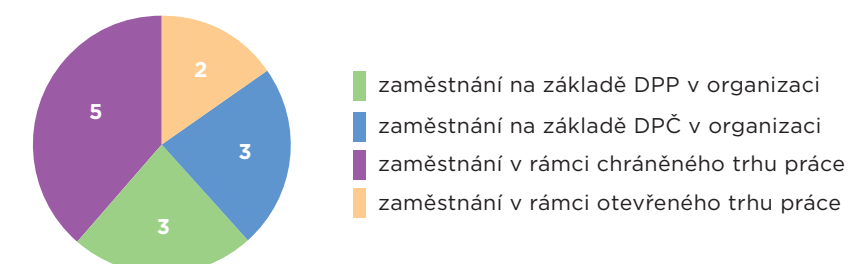 2
5
3
3
zaměstnání na základě DPP v organizaci
zaměstnání na základě DPČ v organizaci
zaměstnání v rámci chráněného trhu práce
zaměstnání v rámci otevřeného trhu práce